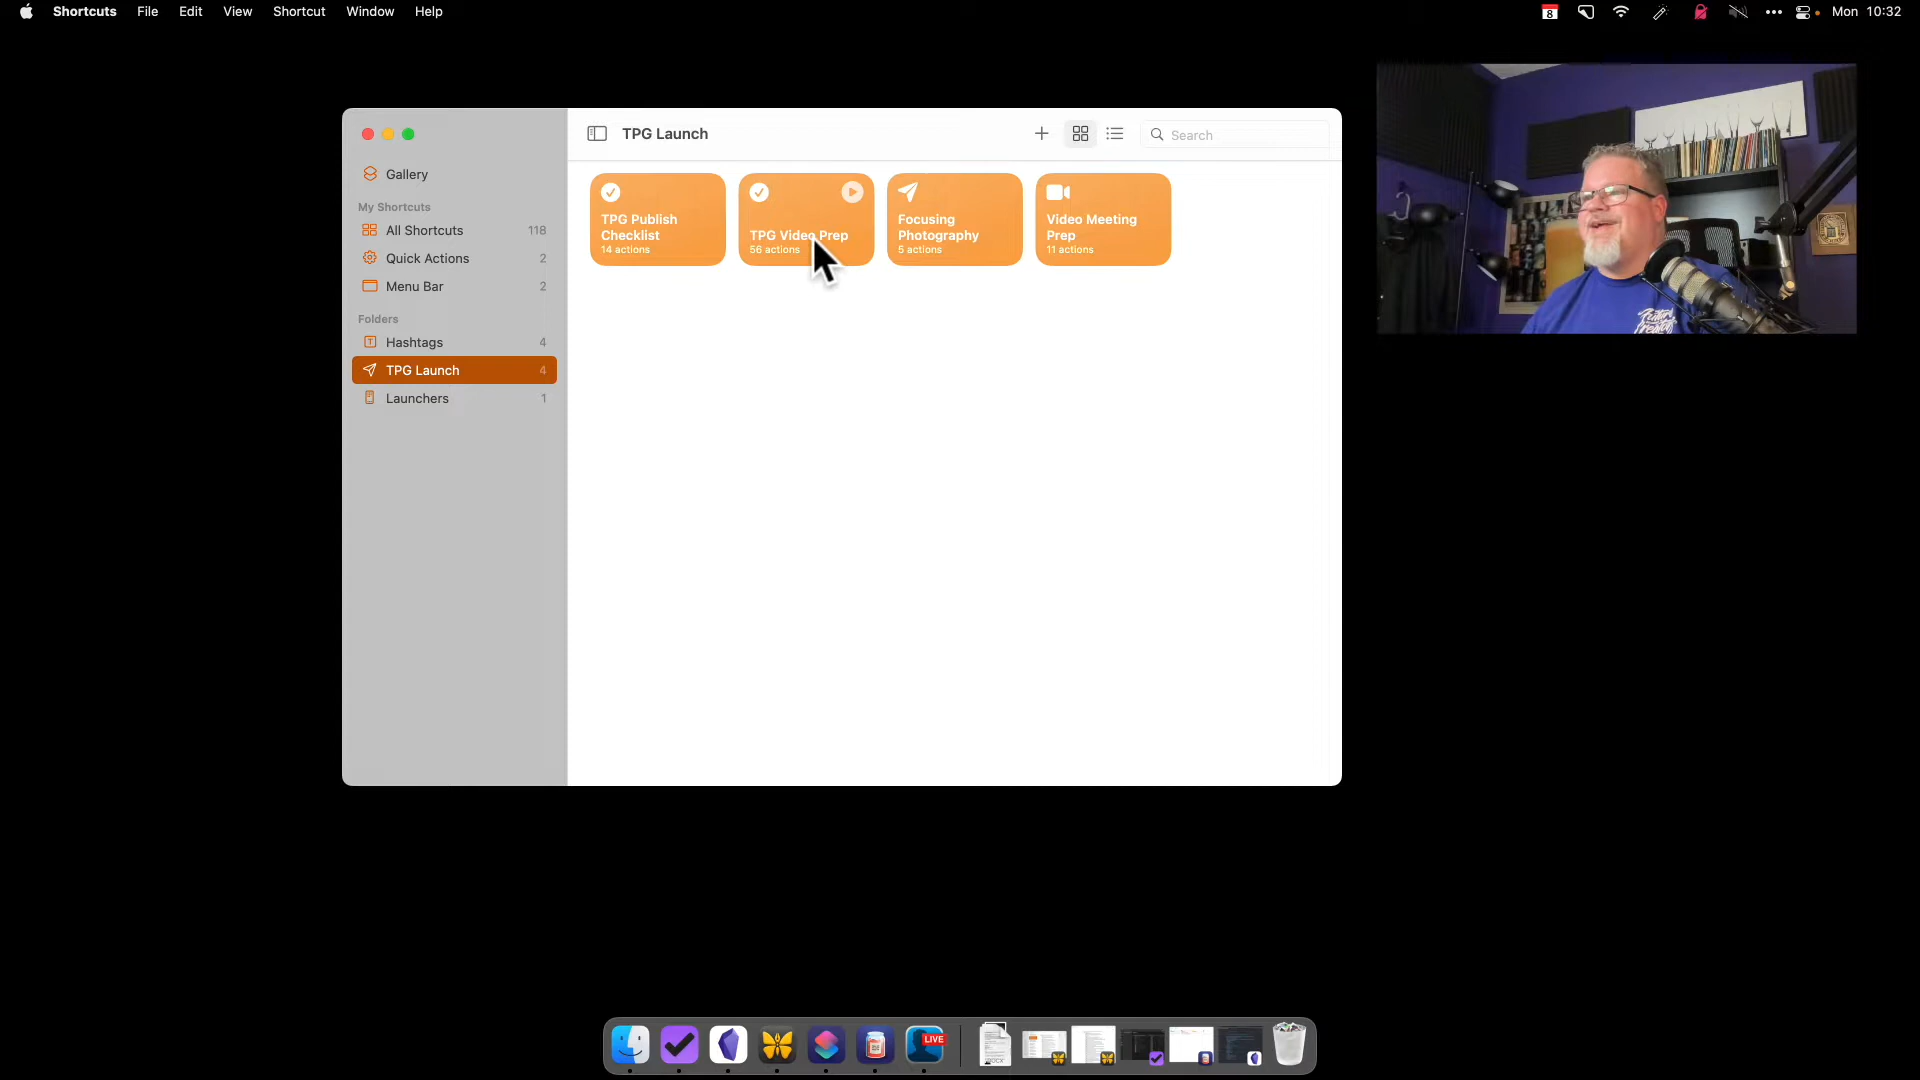 Shortcuts File Edit View Shortcut Window Help
8
Mon 10:32
TPG Launch
Search
Gallery
My Shortcuts
All Shortcuts 118
Quick Actions 2
Menu Bar 2
Folders
Hashtags 4
TPG Launch 4
Launchers 1
TPG Publish
Checklist
14 actions
TPG Video Prep
56 actions
Focusing
Photography
5 actions
Video Meeting
Prep
11 actions
LIVE
DOCX